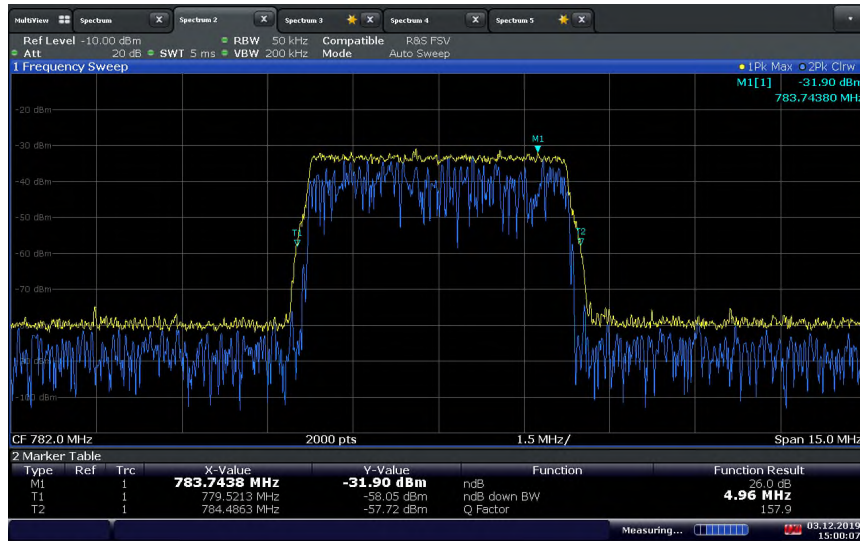 MultiView Spectrum X Spectrum 2 X Spectrum 3 X Spectrum 4 X Spectrum 5 X
Ref Level -10.00 dBm RBW 50 kHz Compatible R&S FSV
Att 20 dB SWT 5 ms VBW 200 kHz Mode Auto Sweep
1 Frequency Sweep 1Pk Max 2Pk Clrw
M1[1] -31.90 dBm
783.74380 MHz
-20 dBm
-30 dBm
M1
-40 dBm
-50 dBm
T1 T2
-60 dBm
-70 dBm
CF 782.0 MHz 2000 pts 1.5 MHz/ Span 15.0 MHz
2 Marker Table
Type Ref Trc X-Value Y-Value Function Function Result
M1 1 783.7438 MHz -31.90 dBm ndB 26.0 dB
T1 1 779.5213 MHz -58.05 dBm ndB down BW 4.96 MHz
T2 1 784.4863 MHz -57.72 dBm Q Factor 157.9
Measuring... 03.12.2019
15:00:07